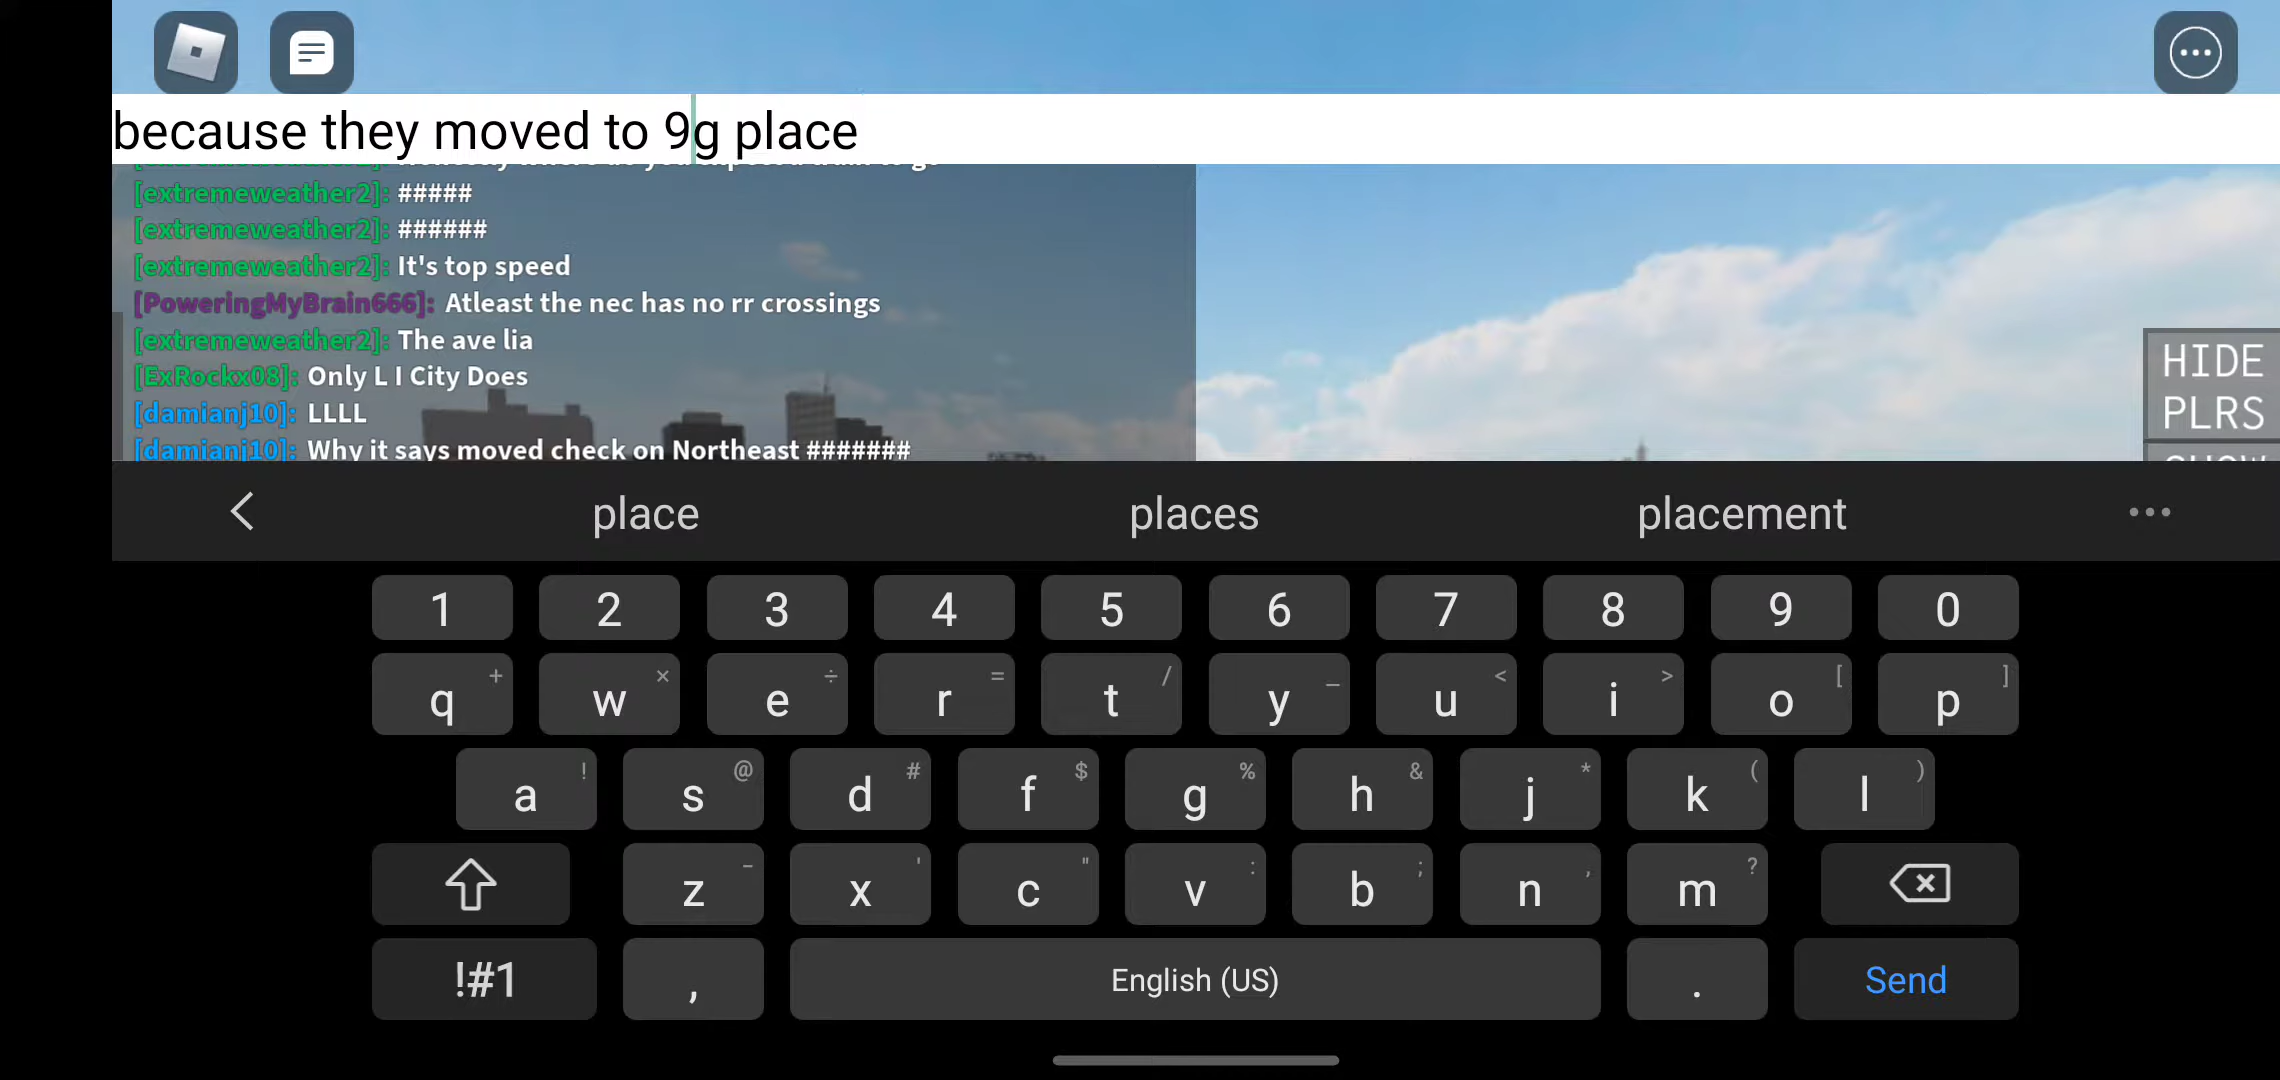 because they moved to 9g place
[extremeweather2]: #####
[extremeweather2]: ######
[extremeweather2]: It's top speed
[PoweringMyBrain666]: Atleast the nec has no rr crossings
[extremeweather2]: The ave lia
[ExRockx08]: Only L I City Does
[damianj10]: LLLL
[damianj10]: Why it says moved check on Northeast #######
HIDE
PLRS
place places placement
1 2 3 4 5 6 7 8 9 0
q + w × e ÷ r = t / y _ u < i > o [ p ]
a ! s @ d # f $ g % h & j * k ( l )
z - x ' c " v : b ; n , m ?
!#1 , English (US) . Send